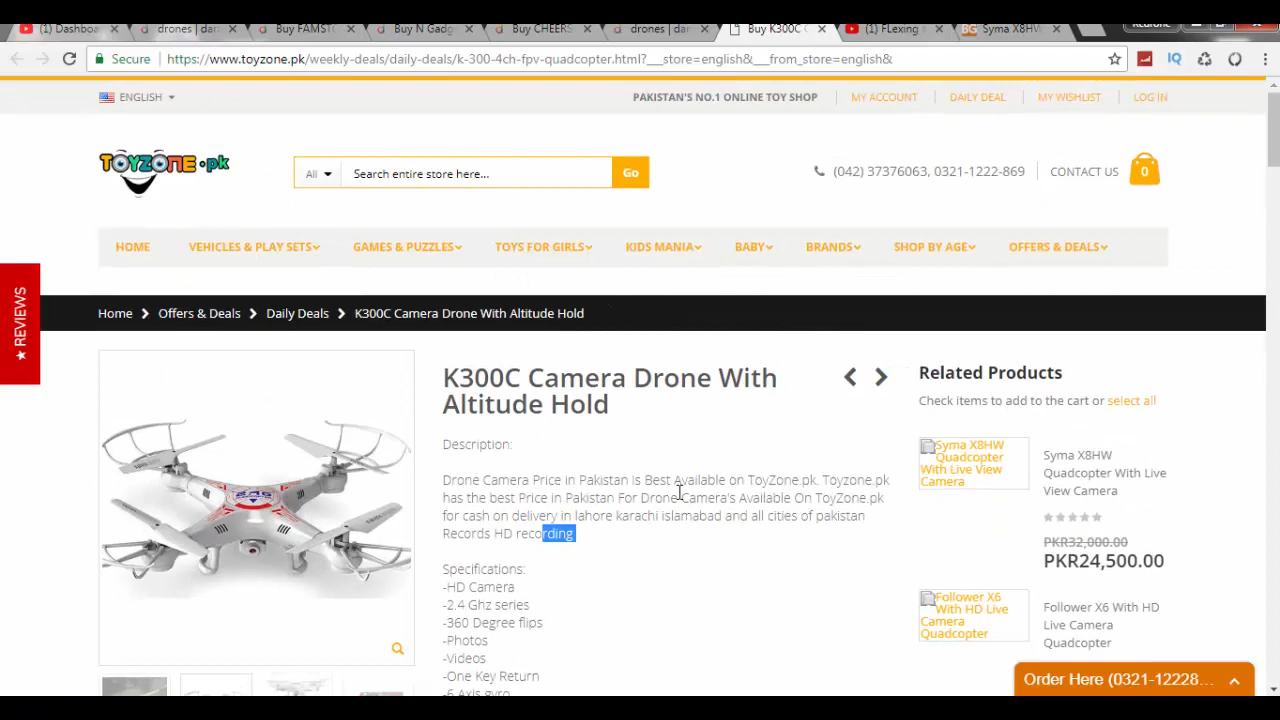 (1) Dashboa
drones | dara
Buy FAMST
Buy N Gadg
Buy CHEERS
drones | dara
Buy K300C C
(1) FLexing
Syma X8HW
Secure
https://www.toyzone.pk/weekly-deals/daily-deals/k-300-4ch-fpv-quadcopter.html?___store=english&___from_store=english&
IQ
ENGLISH
PAKISTAN'S NO.1 ONLINE TOY SHOP
MY ACCOUNT
DAILY DEAL
MY WISHLIST
LOG IN
TOYZONE.PK
All
Search entire store here...
Go
(042) 37376063, 0321-1222-869
CONTACT US
0
HOME
VEHICLES & PLAY SETS
GAMES & PUZZLES
TOYS FOR GIRLS
KIDS MANIA
BABY
BRANDS
SHOP BY AGE
OFFERS & DEALS
★ REVIEWS
Home
Offers & Deals
Daily Deals
K300C Camera Drone With Altitude Hold
K300C Camera Drone With
Altitude Hold
Description:
Drone Camera Price in Pakistan Is Best Available on ToyZone.pk. Toyzone.pk
has the best Price in Pakistan For Drone Camera's Available On ToyZone.pk
for cash on delivery in lahore karachi islamabad and all cities of pakistan
Records HD recording
Specifications:
-HD Camera
-2.4 Ghz series
-360 Degree flips
-Photos
-Videos
-One Key Return
-6 Axis gyro
Related Products
Check items to add to the cart or select all
Syma X8HW
Quadcopter With
Live View
Camera
Syma X8HW
Quadcopter With Live
View Camera
PKR32,000.00
PKR24,500.00
Follower X6
With HD Live
Camera
Quadcopter
Follower X6 With HD
Live Camera
Quadcopter
Order Here (0321-12228...